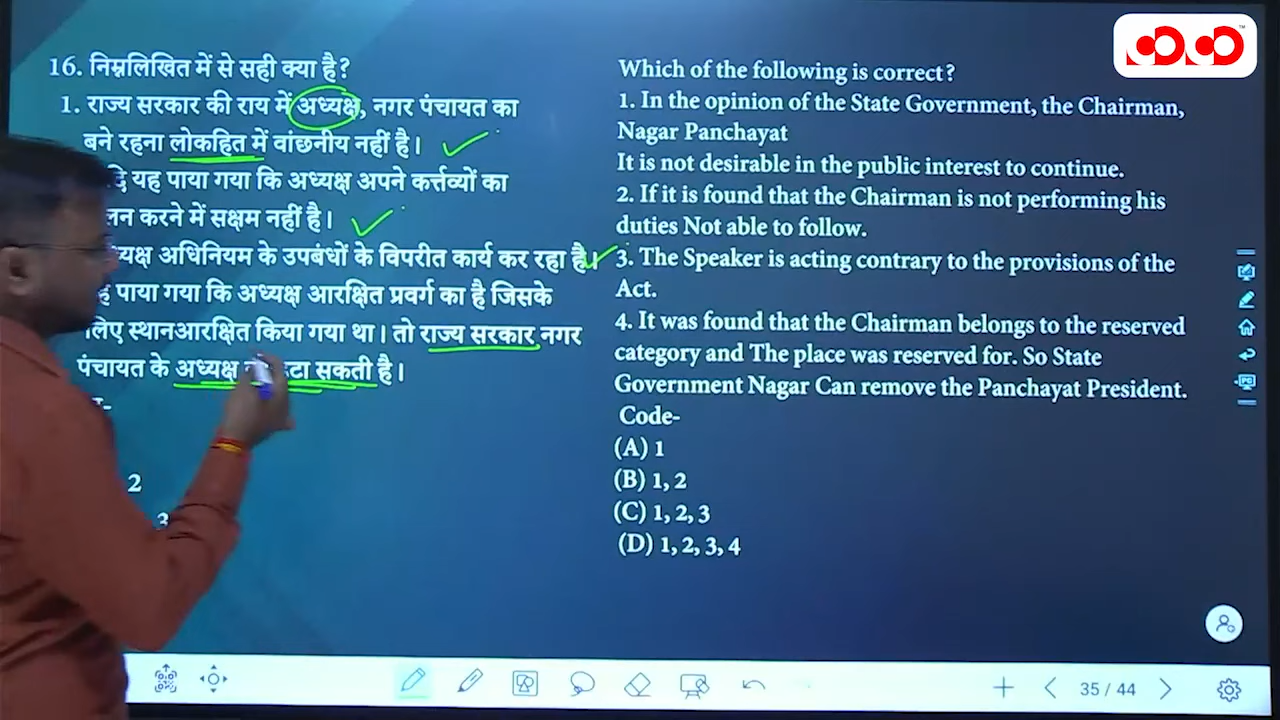 16. निम्नलिखित में से सही क्या है?
1. राज्य सरकार की राय में अध्यक्ष, नगर पंचायत का
बने रहना लोकहित में वांछनीय नहीं है।
यह पाया गया कि अध्यक्ष अपने कर्त्तव्यों का
करने में सक्षम नहीं है।
अधिनियम के उपबंधों के विपरीत कार्य कर रहा है।
पाया गया कि अध्यक्ष आरक्षित प्रवर्ग का है जिसके
लिए स्थानआरक्षित किया गया था। तो राज्य सरकार नगर
पंचायत के अध्यक्ष सकती है।
2
3
Which of the following is correct?
1. In the opinion of the State Government, the Chairman,
Nagar Panchayat
It is not desirable in the public interest to continue.
2. If it is found that the Chairman is not performing his
duties Not able to follow.
3. The Speaker is acting contrary to the provisions of the
Act.
4. It was found that the Chairman belongs to the reserved
category and The place was reserved for. So State
Government Nagar Can remove the Panchayat President.
Code-
(A) 1
(B) 1, 2
(C) 1, 2, 3
(D) 1, 2, 3, 4
35 / 44